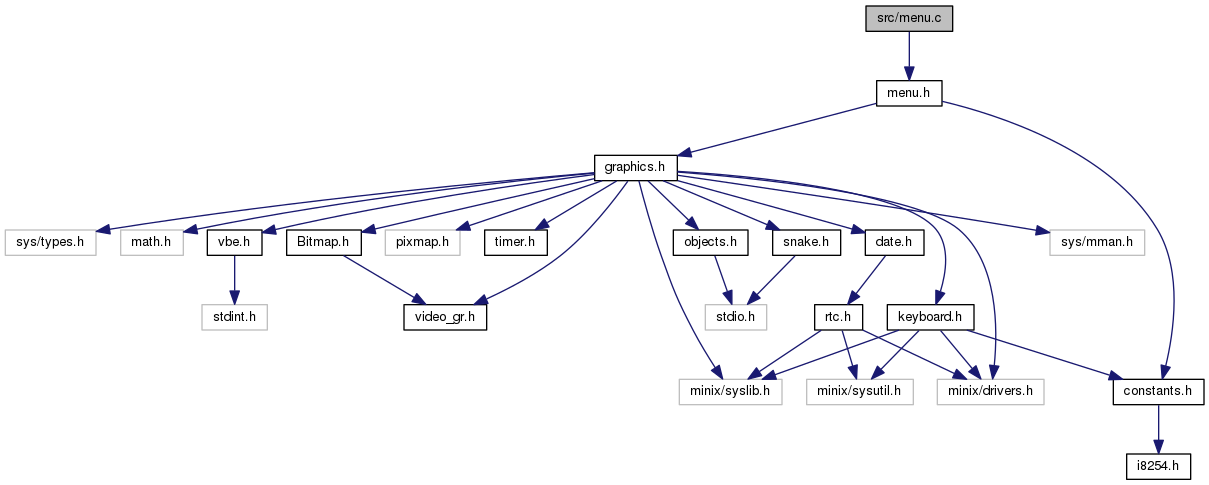 src/menu.c
menu.h
graphics.h
sys/types.h
math.h
vbe.h
Bitmap.h
pixmap.h
timer.h
objects.h
snake.h
date.h
sys/mman.h
stdint.h
video_gr.h
stdio.h
rtc.h
keyboard.h
minix/syslib.h
minix/sysutil.h
minix/drivers.h
constants.h
i8254.h